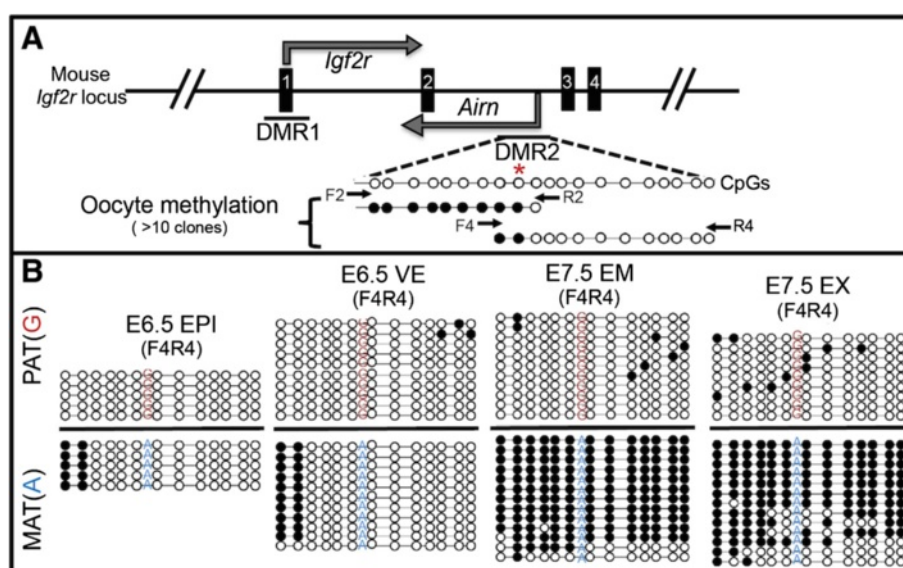 A
Igf2r
Mouse
Igf2r locus
1 2 3 4
Airn
DMR1
DMR2
*
CpGs
F2 R2
Oocyte methylation
( >10 clones)
F4 R4
B
E6.5 EPI
(F4R4)
E6.5 VE
(F4R4)
E7.5 EM
(F4R4)
E7.5 EX
(F4R4)
PAT(G)
MAT(A)